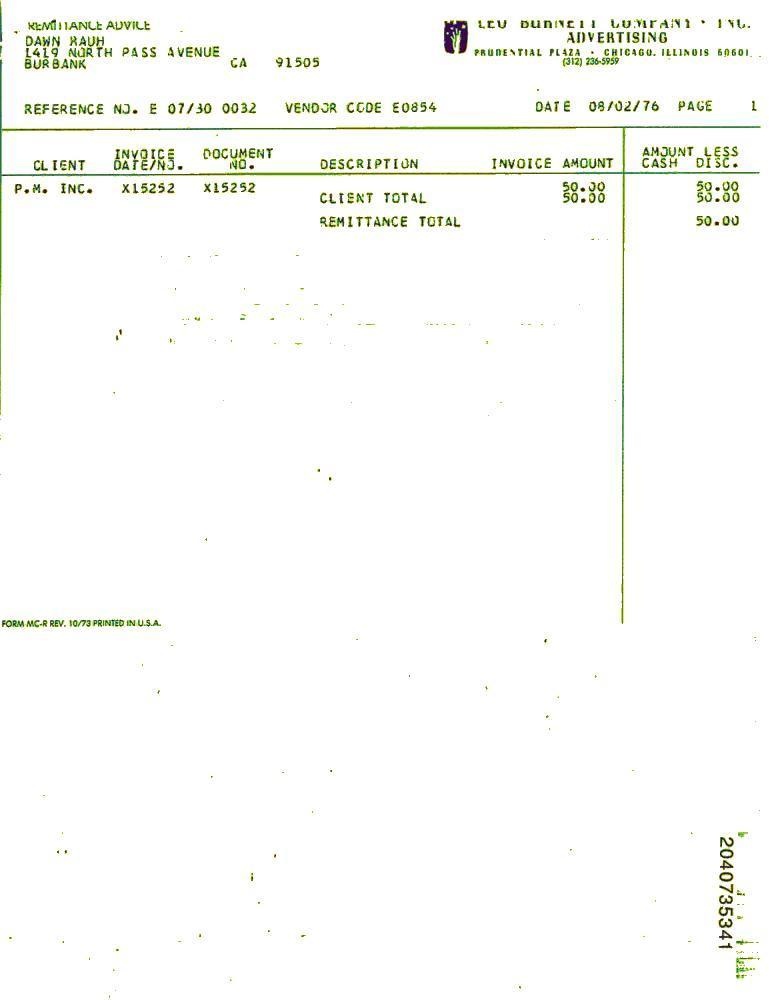 REMITTANCE ADVICE
DAWN RAUH
1419 NORTH PASS AVENUE
BURBANK CA 91505
LEO BURNETT COMPANY · INC.
ADVERTISING
PRUDENTIAL PLAZA · CHICAGO, ILLINOIS 60601
(312) 236-5959
REFERENCE NO. E 07/30 0032 VENDOR CODE E0854 DATE 08/02/76 PAGE 1
CLIENT INVOICE DATE/NO. DOCUMENT NO. DESCRIPTION INVOICE AMOUNT AMOUNT LESS CASH DISC.
P.M. INC. X15252 X15252 50.00 50.00
CLIENT TOTAL 50.00 50.00
REMITTANCE TOTAL 50.00
FORM MC-R REV. 10/73 PRINTED IN U.S.A.
2040735341